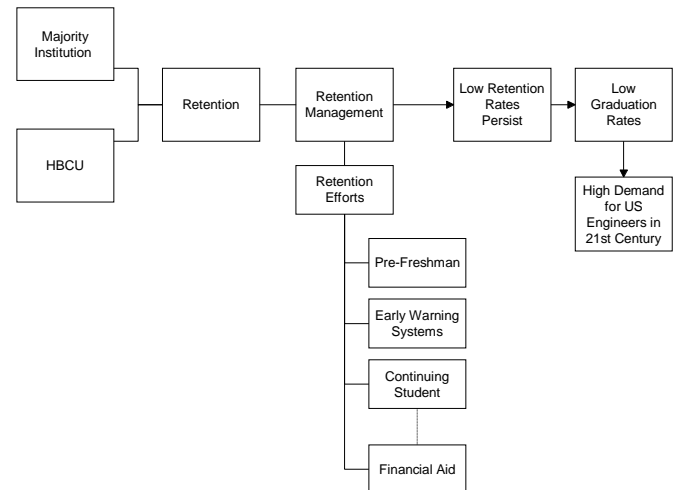 Majority
Institution
HBCU
Retention
Retention
Management
Low Retention
Rates
Persist
Low
Graduation
Rates
High Demand
for US
Engineers in
21st Century
Retention
Efforts
Pre-Freshman
Early Warning
Systems
Continuing
Student
Financial Aid